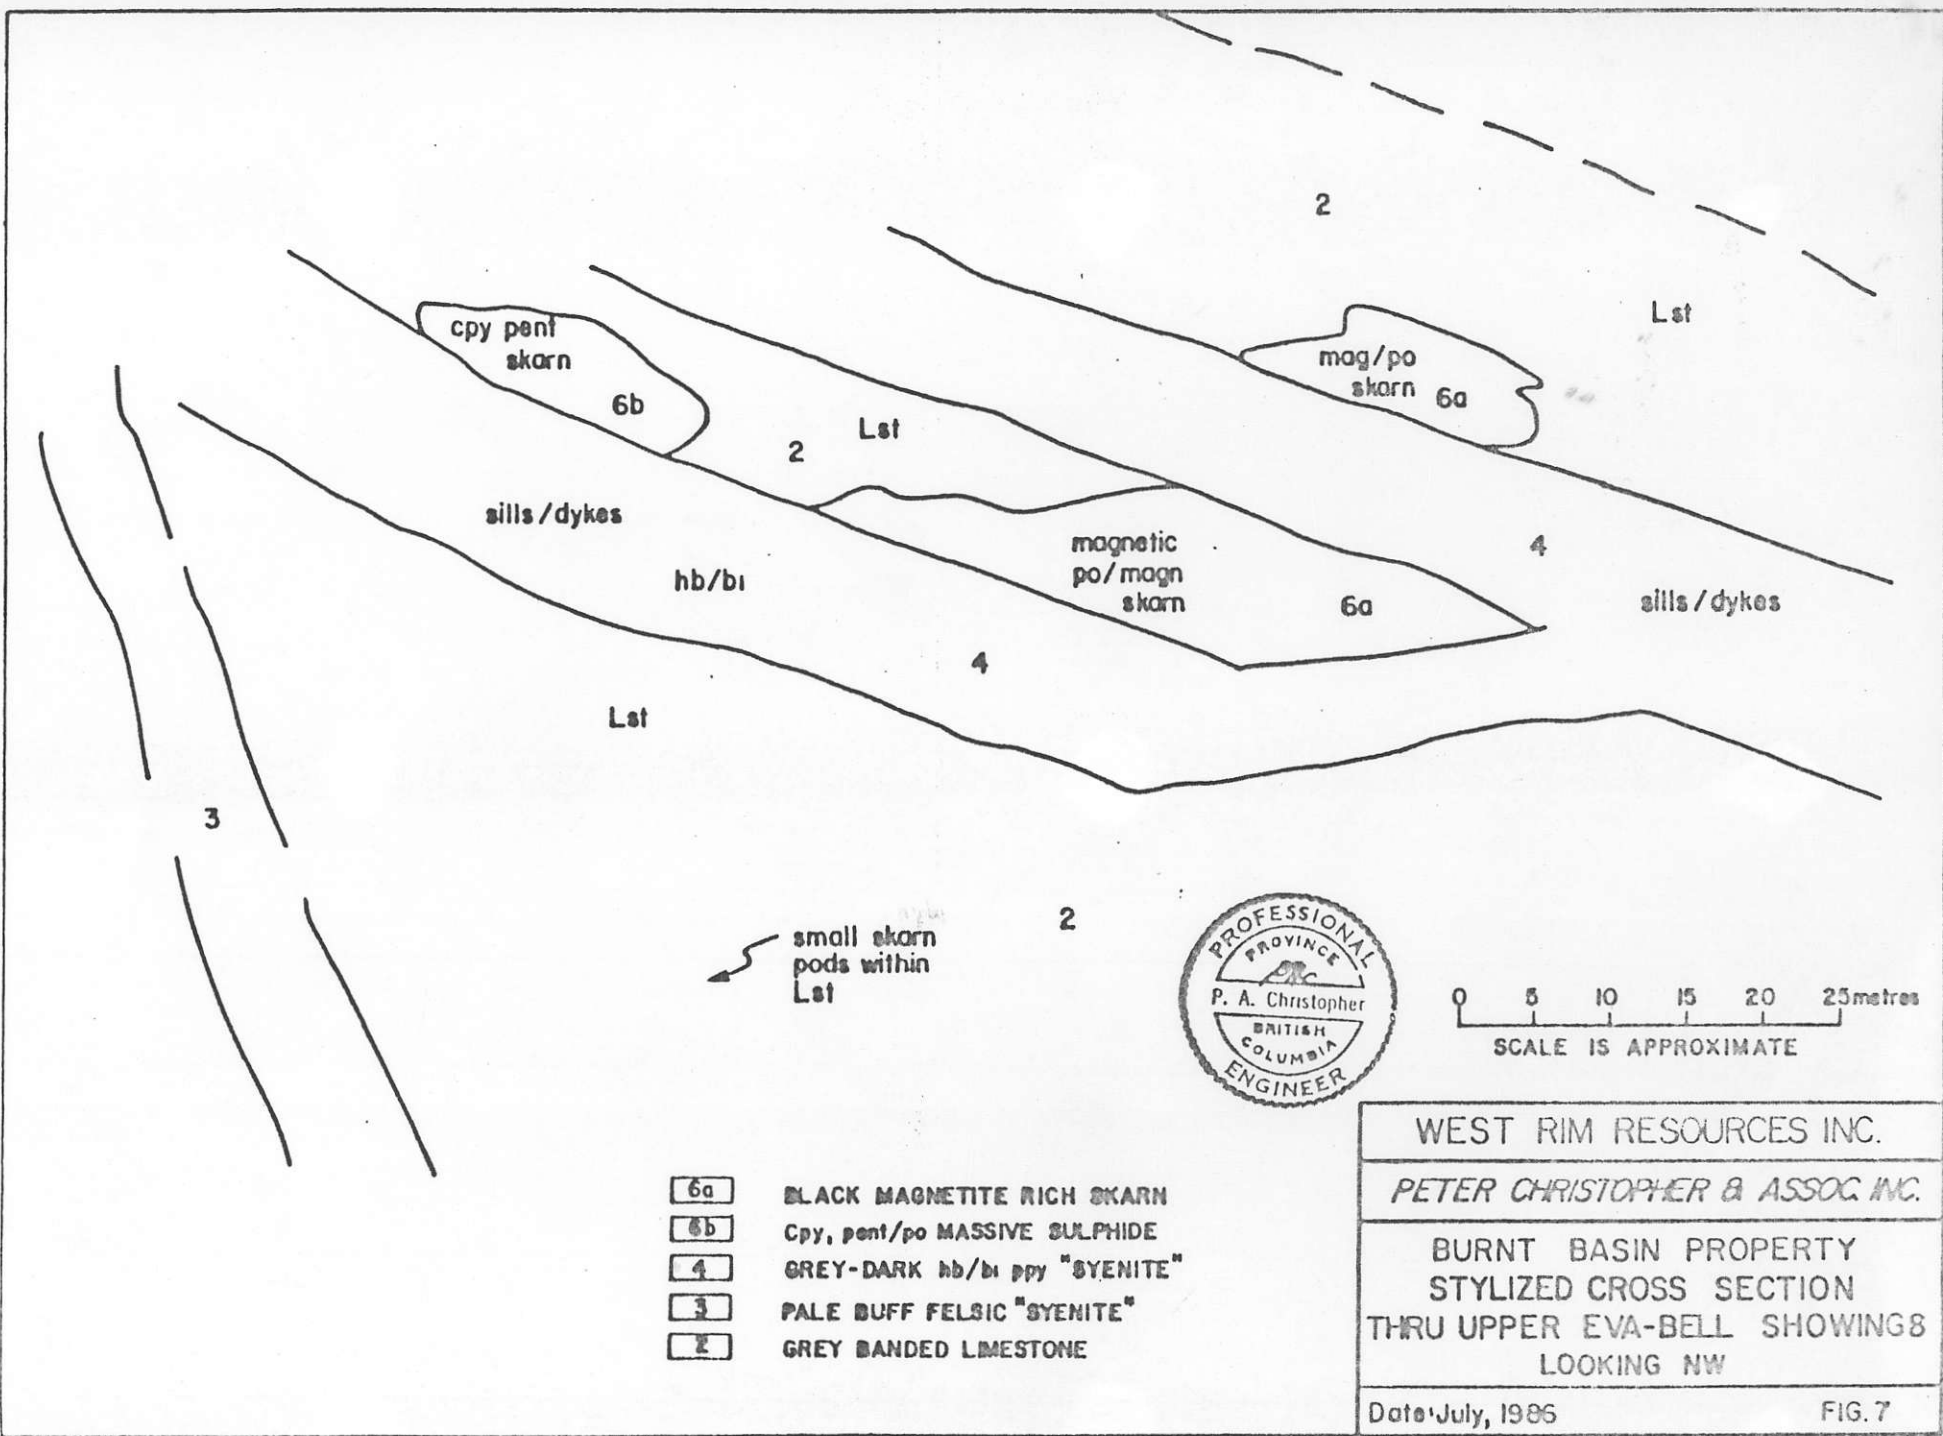 2
Lst
cpy pent
skarn
6b
mag/po
skarn 6a
Lst
2
sills/dykes
hb/bi
4
magnetic
po/magn
skarn
6a
4
sills/dykes
Lst
3
2
small skarn
pods within
Lst
PROFESSIONAL
PROVINCE
P. A. Christopher
BRITISH
COLUMBIA
ENGINEER
0 5 10 15 20 25metres
SCALE IS APPROXIMATE
6a BLACK MAGNETITE RICH SKARN
6b Cpy, pent/po MASSIVE SULPHIDE
4 GREY-DARK hb/bi ppy "SYENITE"
3 PALE BUFF FELSIC "SYENITE"
2 GREY BANDED LIMESTONE
WEST RIM RESOURCES INC.
PETER CHRISTOPHER & ASSOC. INC.
BURNT BASIN PROPERTY
STYLIZED CROSS SECTION
THRU UPPER EVA-BELL SHOWINGS
LOOKING NW
Date: July, 1986 FIG. 7